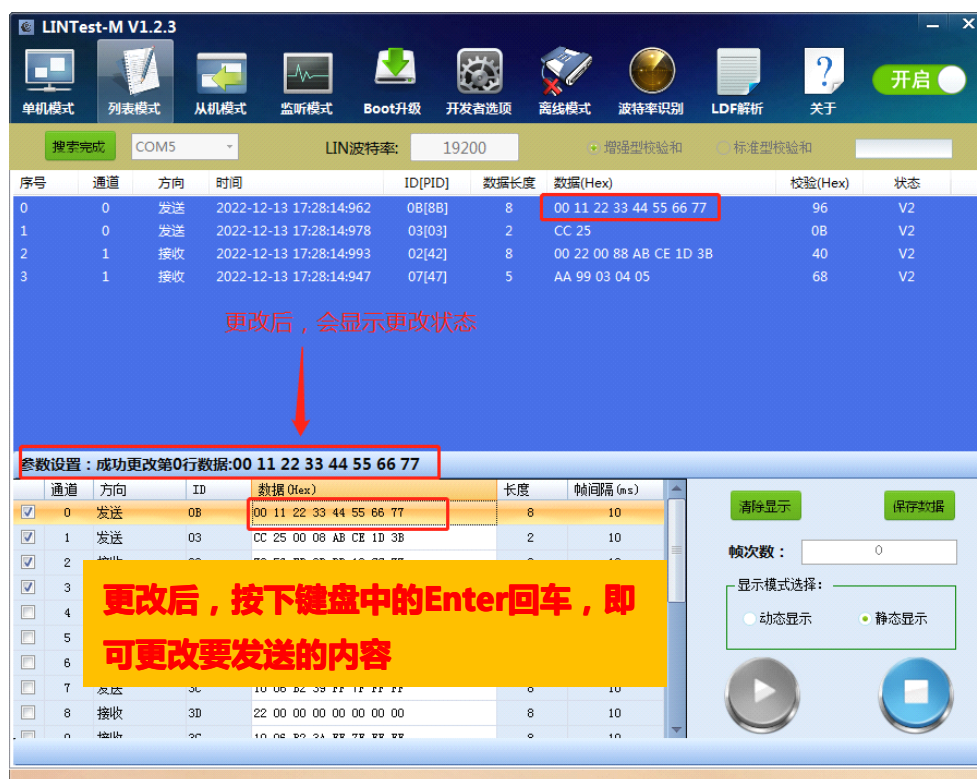 LINTest-M V1.2.3
单机模式 列表模式 从机模式 监听模式 Boot升级 开发者选项 离线模式 波特率识别 LDF解析 关于 开启
搜索完成 COM5 LIN波特率: 19200 增强型校验和 标准型校验和
序号 通道 方向 时间 ID[PID] 数据长度 数据(Hex) 校验(Hex) 状态
0 0 发送 2022-12-13 17:28:14:962 0B[8B] 8 00 11 22 33 44 55 66 77 96 V2
1 0 发送 2022-12-13 17:28:14:978 03[03] 2 CC 25 0B V2
2 1 接收 2022-12-13 17:28:14:993 02[42] 8 00 22 00 88 AB CE 1D 3B 40 V2
3 1 接收 2022-12-13 17:28:14:947 07[47] 5 AA 99 03 04 05 68 V2
更改后，会显示更改状态
参数设置：成功更改第0行数据:00 11 22 33 44 55 66 77
通道 方向 ID 数据(Hex) 长度 帧间隔(ms)
0 发送 0B 00 11 22 33 44 55 66 77 8 10
1 发送 03 CC 25 00 08 AB CE 1D 3B 2 10
2
3
4
5
6
更改后，按下键盘中的Enter回车，即
可更改要发送的内容
7 发送 3C 8 10
8 接收 3D 22 00 00 00 00 00 00 00 8 10
清除显示 保存数据
帧次数： 0
显示模式选择：
动态显示 静态显示